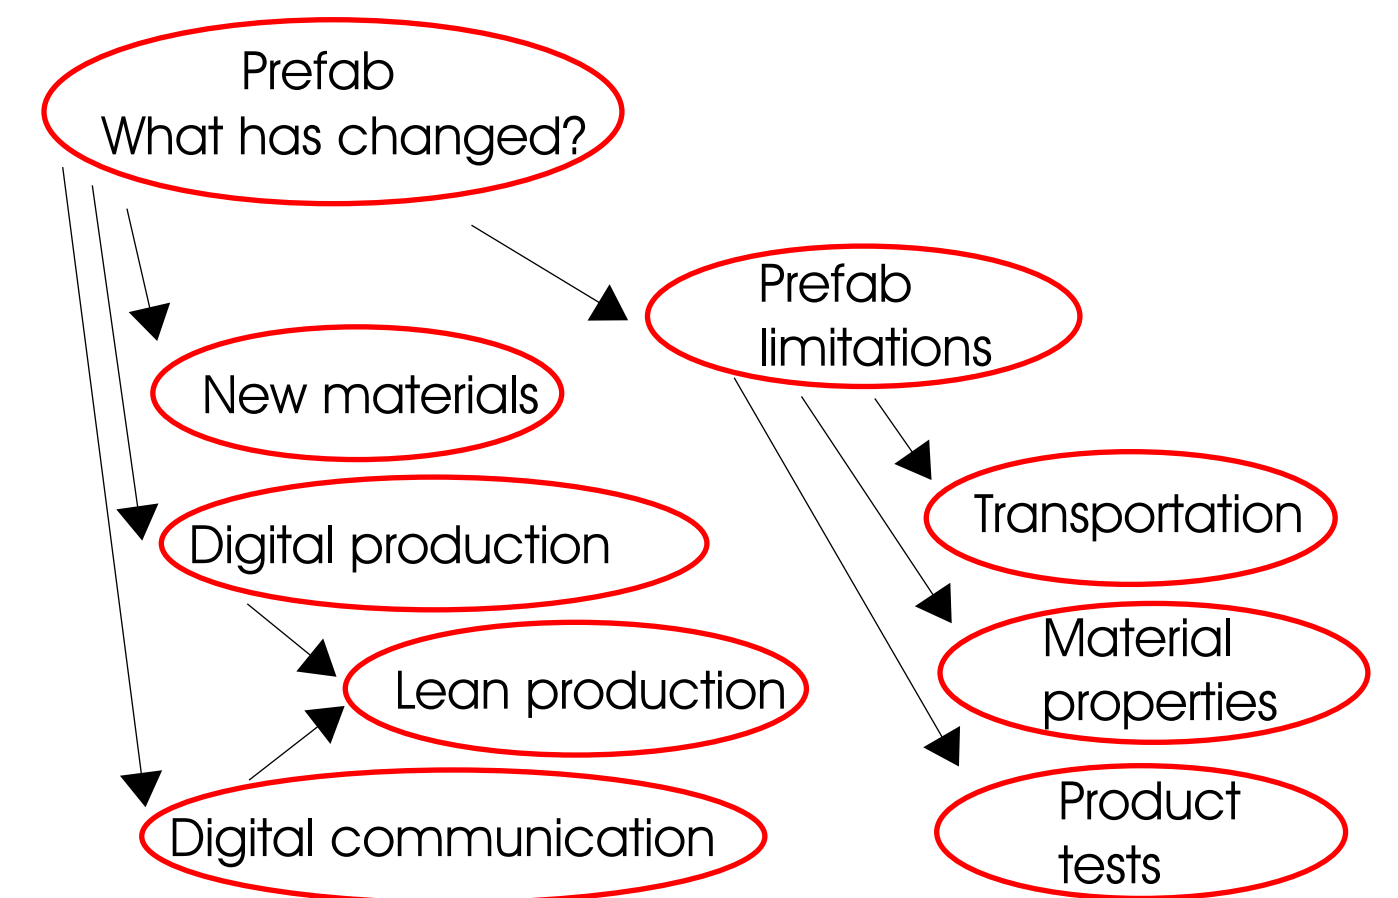 Prefab
What has changed?
Prefab
limitations
New materials
Transportation
Digital production
Material
properties
Lean production
Product
tests
Digital communication